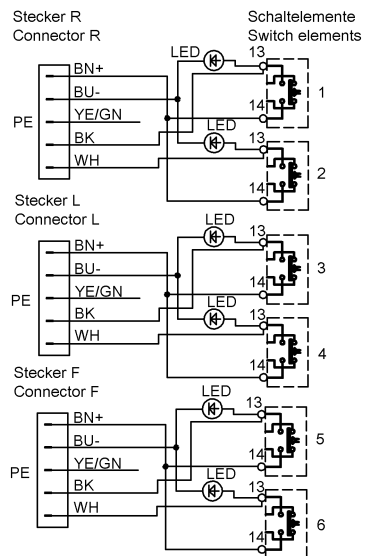 Stecker R
Connector R
Schaltelemente
Switch elements
LED
13
BN+
BU-
1
14
YE/GN
LED
PE
13
BK
WH
2
14
Stecker L
Connector L
LED
13
BN+
BU-
3
14
YE/GN
LED
PE
13
BK
WH
4
14
Stecker F
Connector F
LED
13
BN+
BU-
5
14
YE/GN
LED
PE
13
BK
WH
6
14